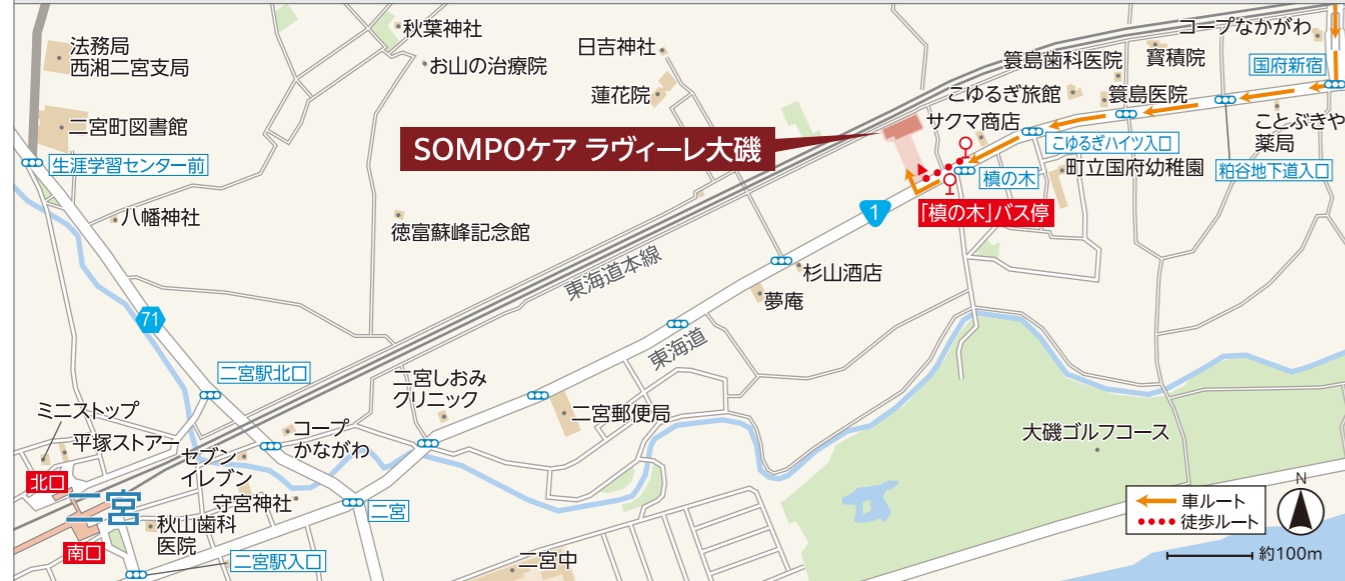 秋葉神社
お山の治療院
日吉神社
蓮花院
コープなかがわ
簑島歯科医院
寳積院
国府新宿
法務局
西湘二宮支局
二宮町図書館
生涯学習センター前
八幡神社
SOMPOケア ラヴィーレ大磯
こゆるぎ旅館
簑島医院
サクマ商店
ことぶきや
薬局
こゆるぎハイツ入口
町立国府幼稚園
粕谷地下道入口
槙の木
「槙の木」バス停
1
徳富蘇峰記念館
東海道本線
杉山酒店
夢庵
71
東海道
二宮駅北口
二宮しおみ
クリニック
二宮郵便局
大磯ゴルフコース
ミニストップ
平塚ストアー
コープ
かながわ
セブン
イレブン
北口
二宮
守宮神社
二宮
秋山歯科
医院
南口
二宮駅入口
二宮中
車ルート
徒歩ルート
N
約100m